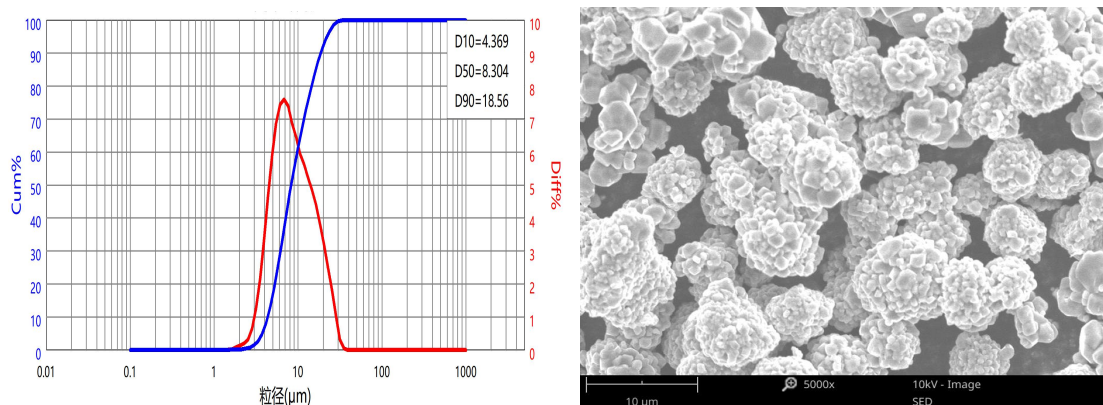 100
90
80
70
60
50
40
30
20
10
0
Cum%
10
9
8
7
6
5
4
3
2
1
0
Diff%
D10=4.369
D50=8.304
D90=18.56
0.01
0.1
1
10
100
1000
粒径(μm)
10 μm
5000x
10kV - Image
SED